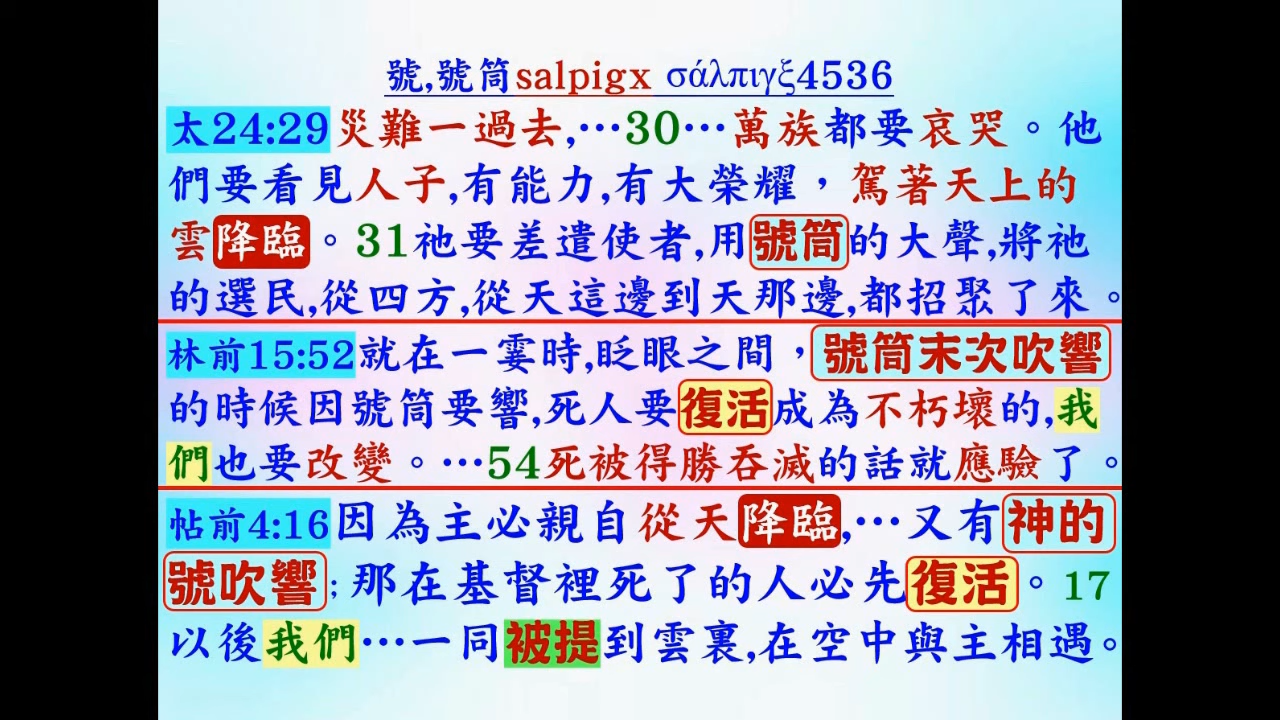 號,號筒salpigx σάλπιγξ4536
太24:29災難一過去,…30…萬族都要哀哭。他
們要看見人子,有能力,有大榮耀，駕著天上的
雲降臨。31祂要差遣使者,用號筒的大聲,將祂
的選民,從四方,從天這邊到天那邊,都招聚了來。
林前15:52就在一霎時,眨眼之間，號筒末次吹響
的時候因號筒要響,死人要復活成為不朽壞的,我
們也要改變。…54死被得勝吞滅的話就應驗了。
帖前4:16因為主必親自從天降臨,…又有神的
號吹響;那在基督裡死了的人必先復活。17
以後我們…一同被提到雲裏,在空中與主相遇。